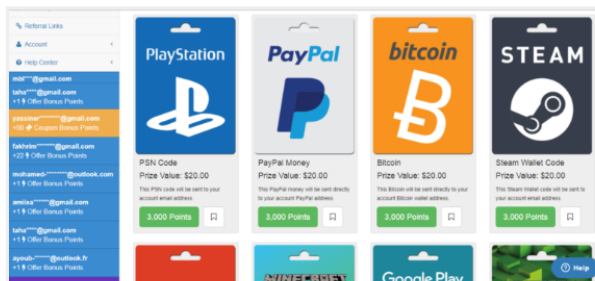 Referral Links
Account
Help Center
mbl***@gmail.com
taha****@gmail.com
+1 Offer Bonus Points
yassiner********@gmail.com
+50 Coupon Bonus Points
fakhrim*******@gmail.com
+22 Offer Bonus Points
mohamed-*******@outlook.com
+1 Offer Bonus Points
amiisa******@gmail.com
+1 Offer Bonus Points
taha****@gmail.com
+1 Offer Bonus Points
ayoub-*****@outlook.fr
+1 Offer Bonus Points
PlayStation
PSN Code
Prize Value: $20.00
This PSN code will be sent to your
account email address.
3,000 Points
PayPal
PayPal Money
Prize Value: $20.00
This PayPal money will be sent directly
to your account PayPal address.
3,000 Points
bitcoin
Bitcoin
Prize Value: $20.00
This Bitcoin will be sent directly to your
account Bitcoin wallet address.
3,000 Points
STEAM
Steam Wallet Code
Prize Value: $20.00
This Steam Wallet code will be sent to
your account email address.
3,000 Points
MINECRAFT
Google Play
Help